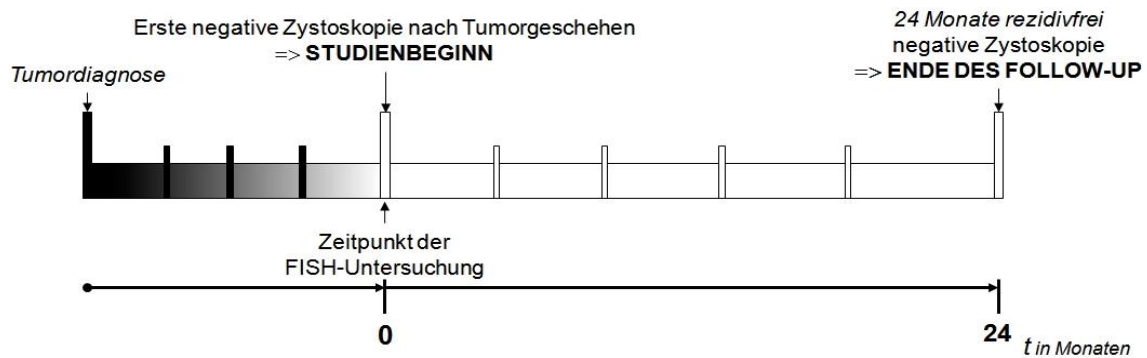 Erste negative Zystoskopie nach Tumorgeschehen
=> STUDIENBEGINN
24 Monate rezidivfrei
negative Zystoskopie
=> ENDE DES FOLLOW-UP
Tumordiagnose
Zeitpunkt der
FISH-Untersuchung
0
24
t in Monaten